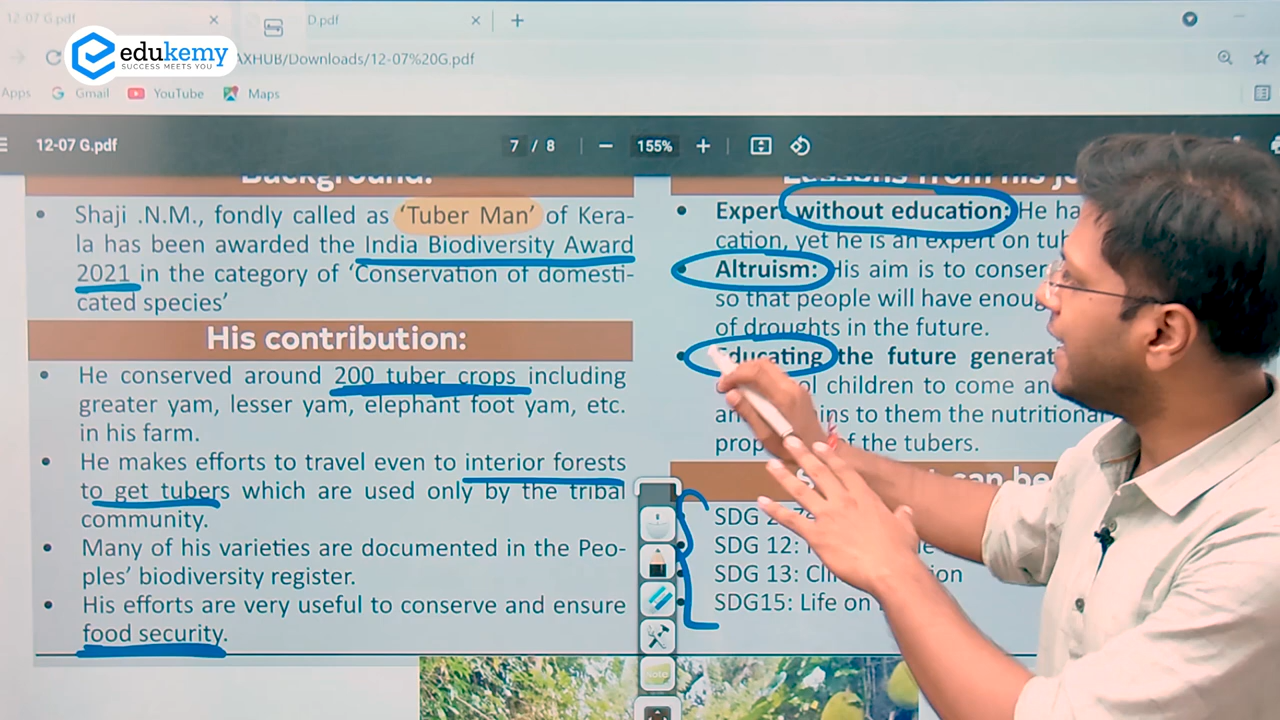 12-07 G.pdf
D.pdf
edukemy
SUCCESS MEETS YOU
AXHUB/Downloads/12-07%20G.pdf
Apps
Gmail
YouTube
Maps
12-07 G.pdf
7 / 8
155%
Background:
Shaji .N.M., fondly called as 'Tuber Man' of Kera-
la has been awarded the India Biodiversity Award
2021 in the category of 'Conservation of domesti-
cated species'
His contribution:
He conserved around 200 tuber crops including
greater yam, lesser yam, elephant foot yam, etc.
in his farm.
He makes efforts to travel even to interior forests
to get tubers which are used only by the tribal
community.
Many of his varieties are documented in the Peo-
ples' biodiversity register.
His efforts are very useful to conserve and ensure
food security.
Lessons from his
Expert without education: He
cation, yet he is an expert on
Altruism: His aim is to
so that people will have
of droughts in the future.
Educating the future
children to come
to them the nutritional
of the tubers.
can be
SDG 2:
SDG 12:
SDG 13:
SDG15: Life on